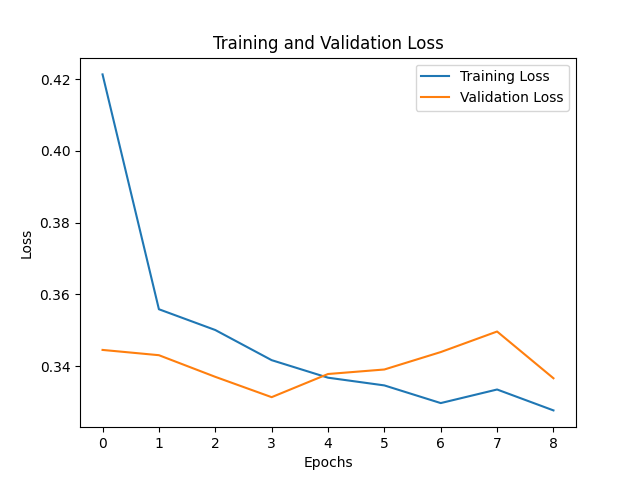 Training and Validation Loss
Training Loss
Validation Loss
0.42
0.40
0.38
0.36
0.34
Loss
0 1 2 3 4 5 6 7 8
Epochs